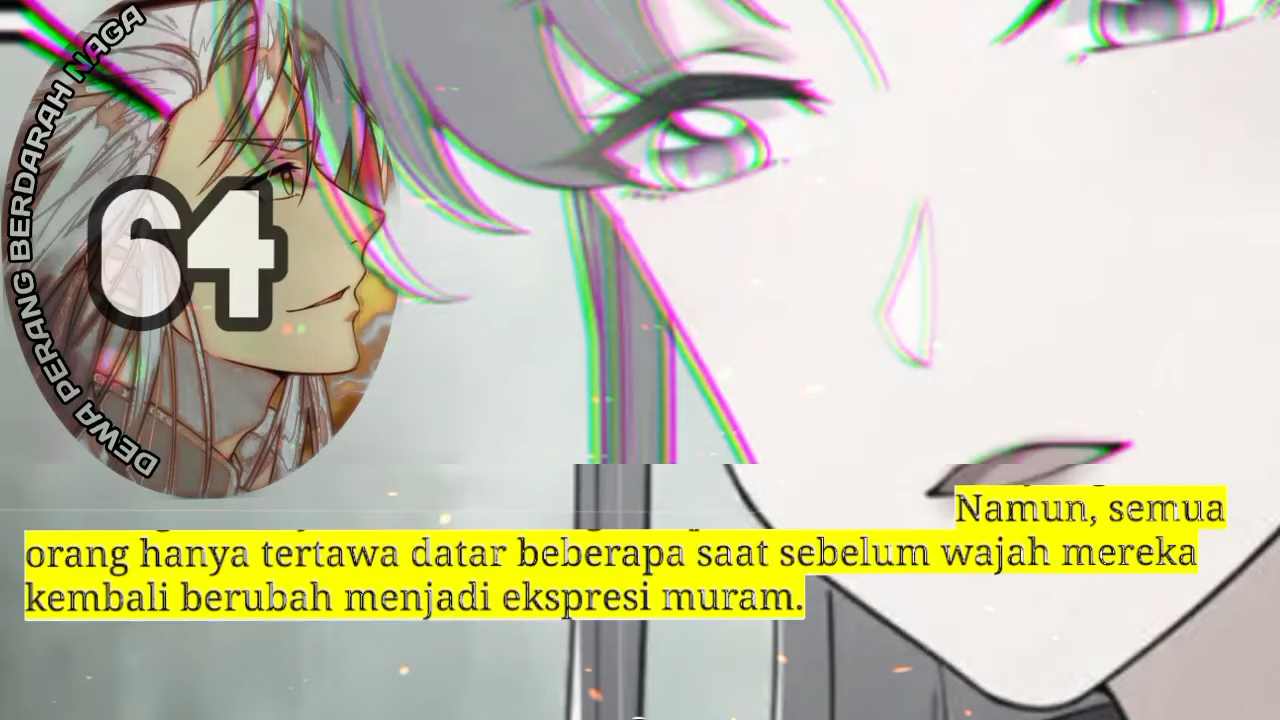 DEWA PERANG BERDARAH NAGA
64
Namun, semua
orang hanya tertawa datar beberapa saat sebelum wajah mereka
kembali berubah menjadi ekspresi muram.